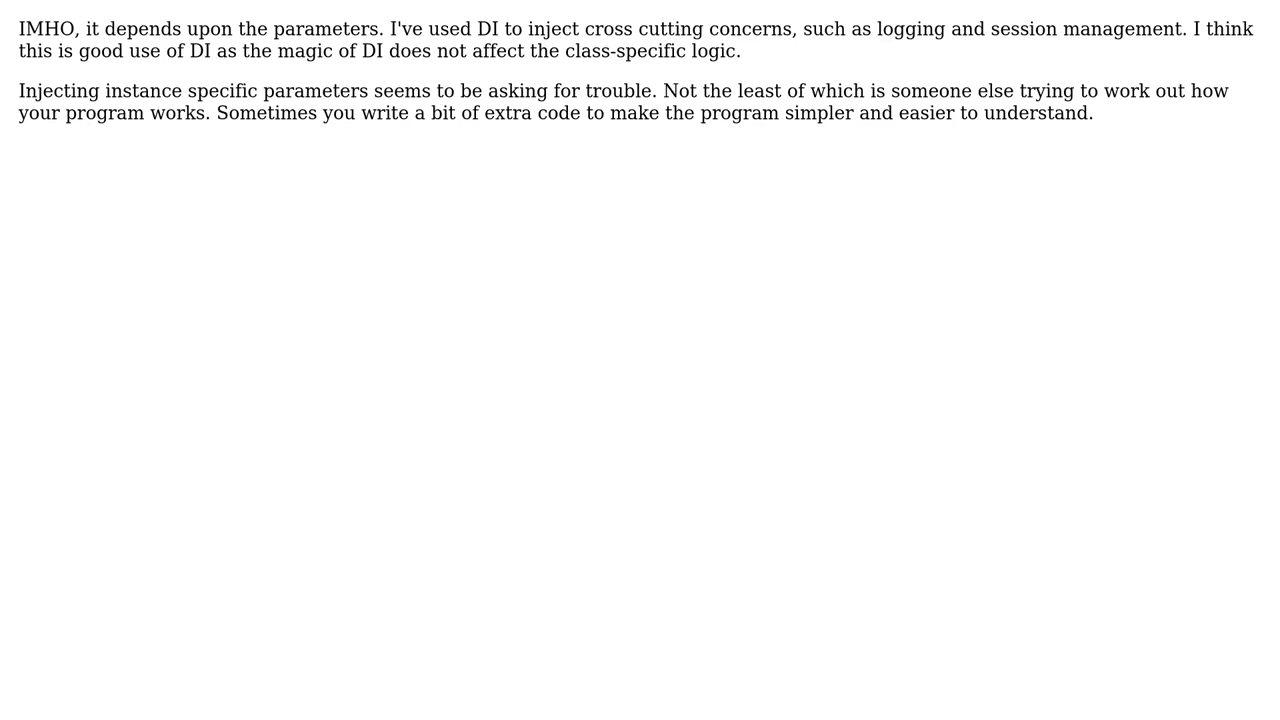 IMHO, it depends upon the parameters. I've used DI to inject cross cutting concerns, such as logging and session management. I think
this is good use of DI as the magic of DI does not affect the class-specific logic.
Injecting instance specific parameters seems to be asking for trouble. Not the least of which is someone else trying to work out how
your program works. Sometimes you write a bit of extra code to make the program simpler and easier to understand.